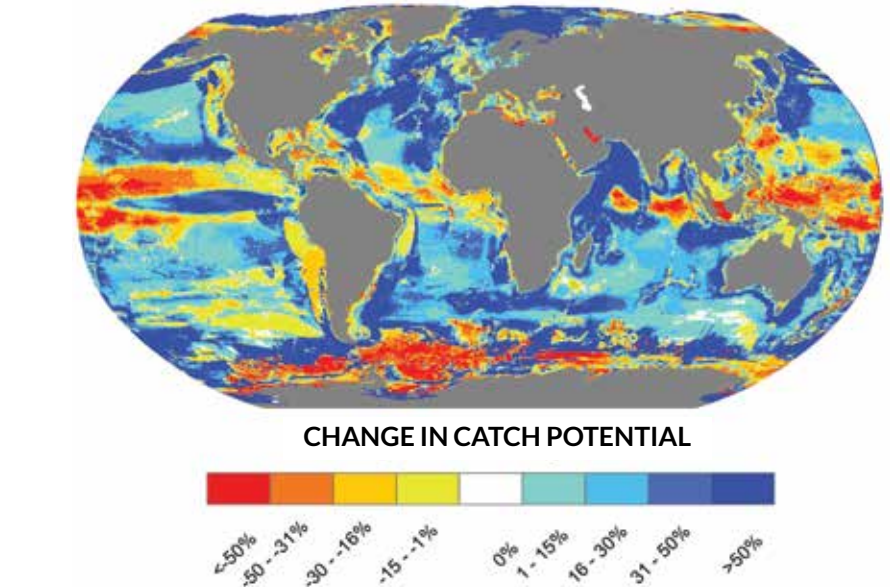 CHANGE IN CATCH POTENTIAL
<-50%
-50 - -31%
-30 - -16%
-15 - -1%
0%
1 - 15%
16 - 30%
31 - 50%
>50%